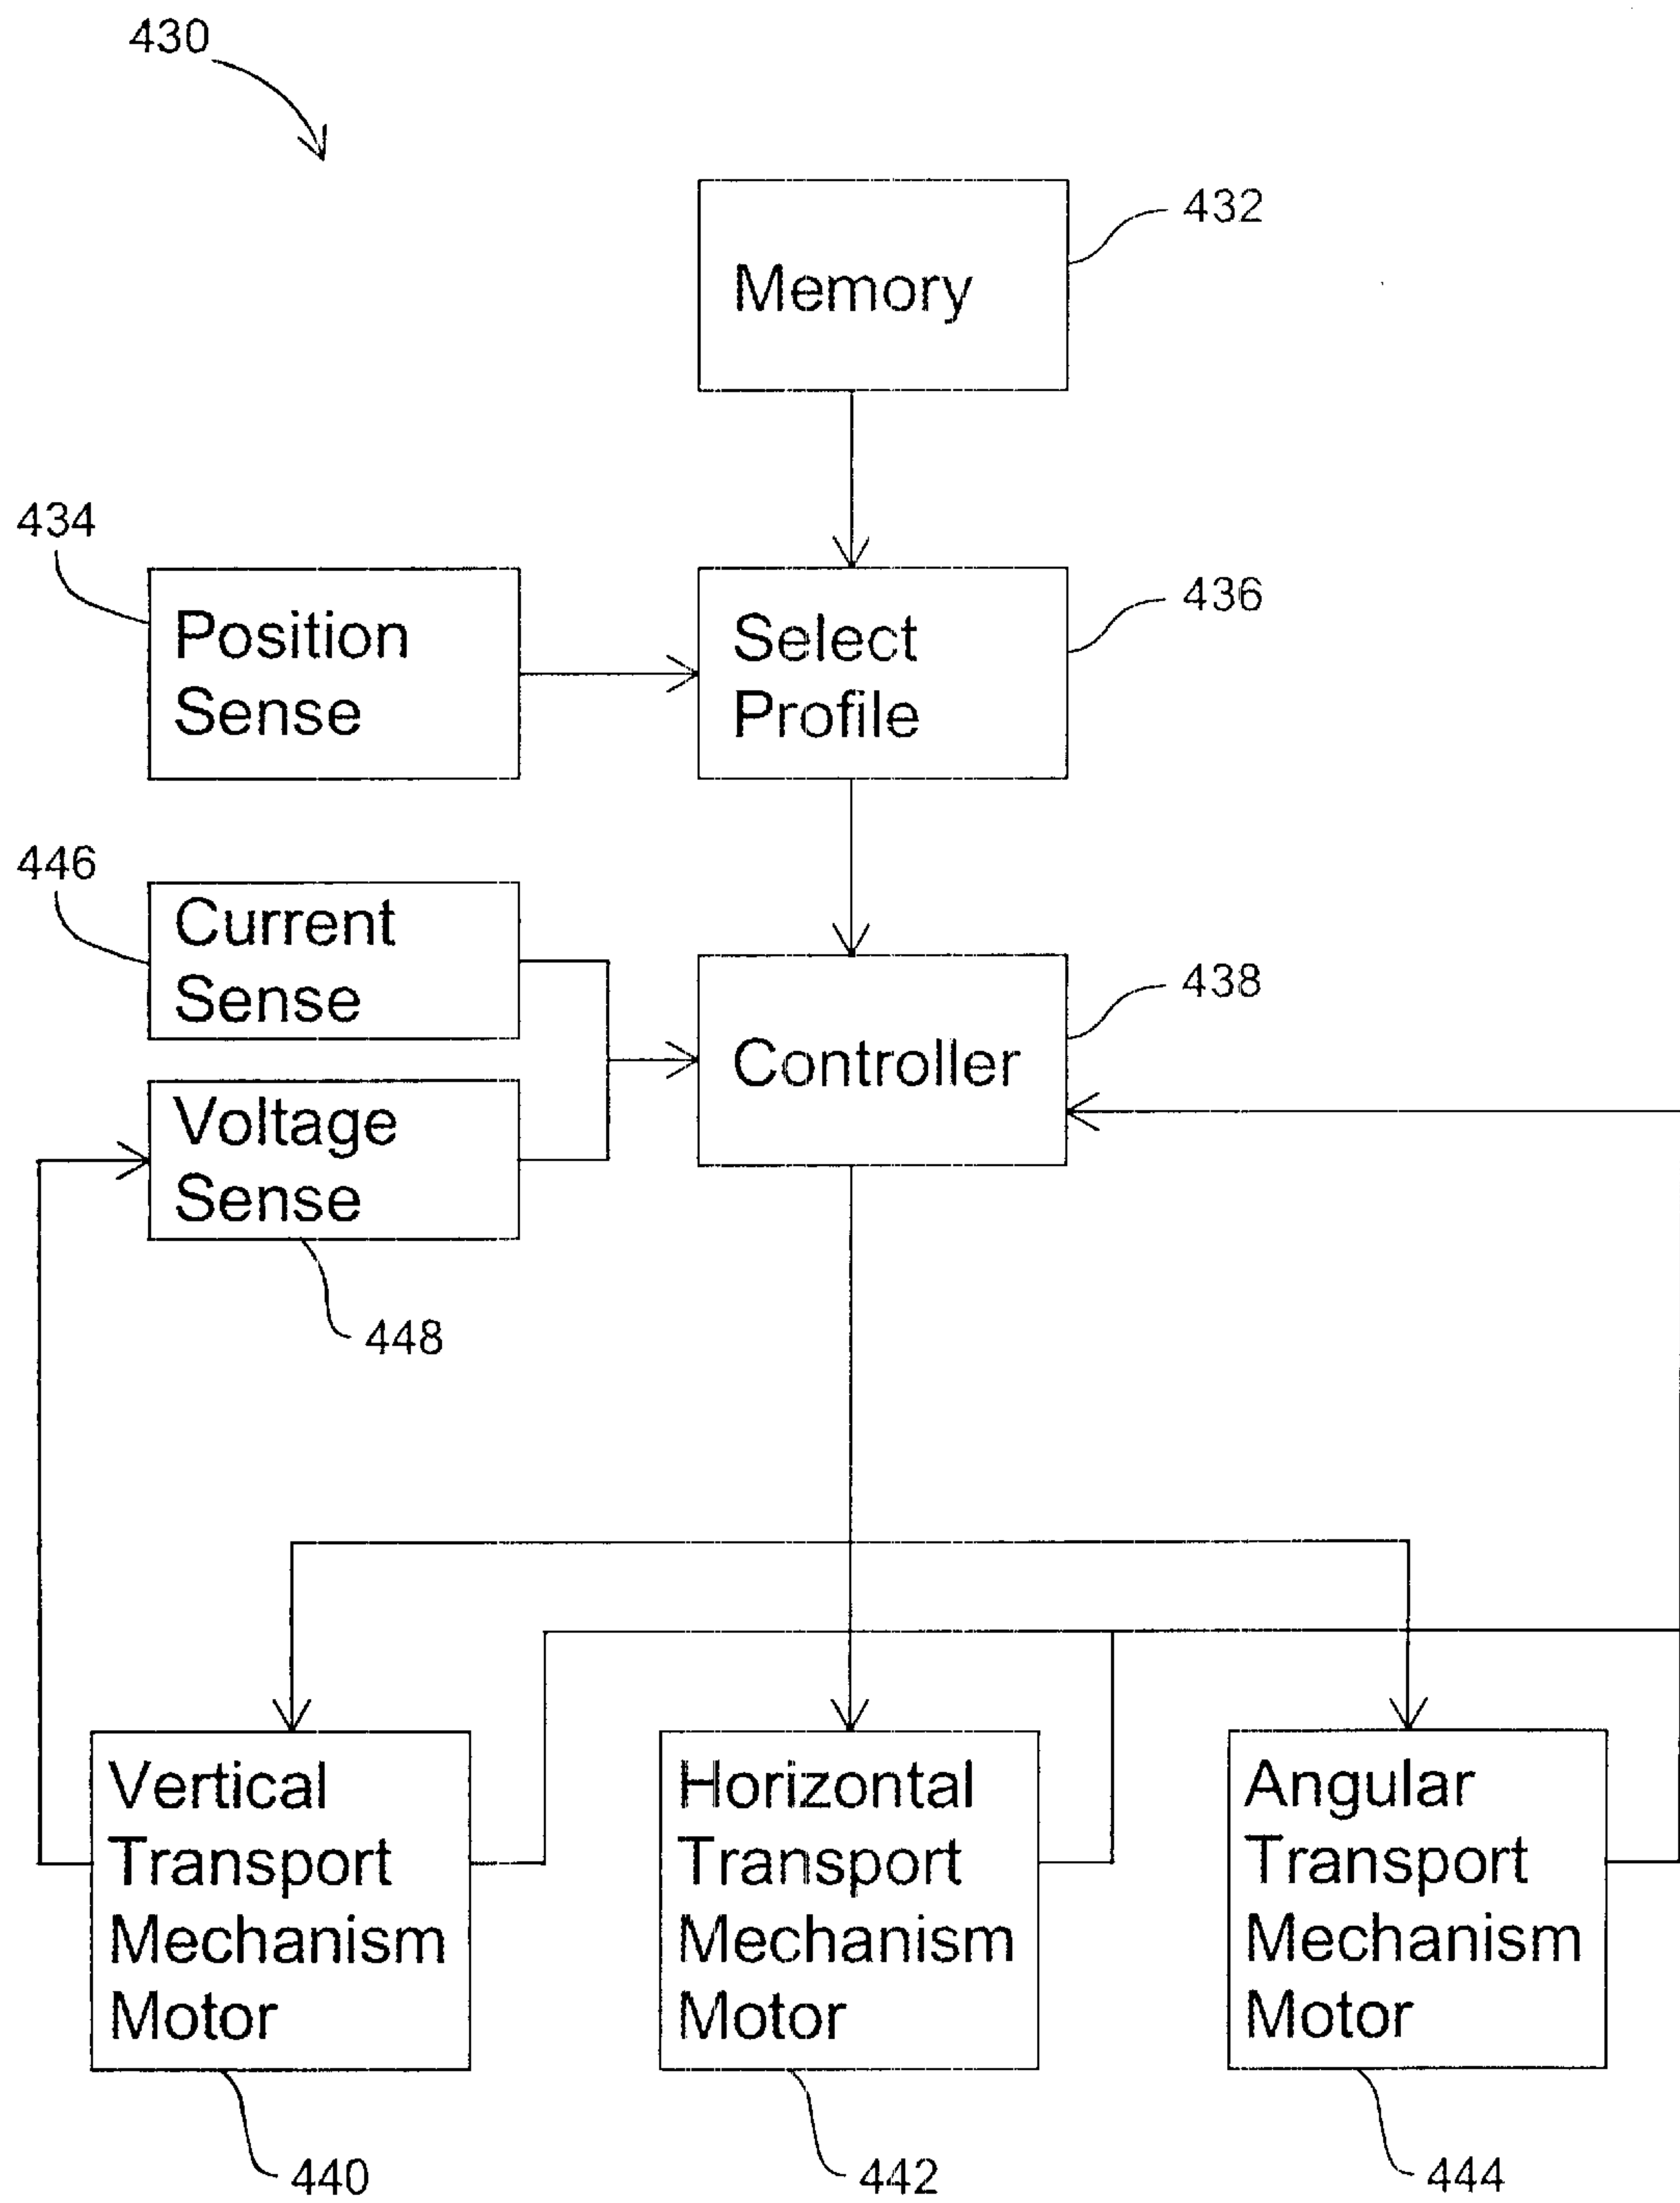 430
432
Memory
434
436
Position
Sense
Select
Profile
446
Current
Sense
438
Controller
Voltage
Sense
448
Vertical
Transport
Mechanism
Motor
Horizontal
Transport
Mechanism
Motor
Angular
Transport
Mechanism
Motor
440
442
444